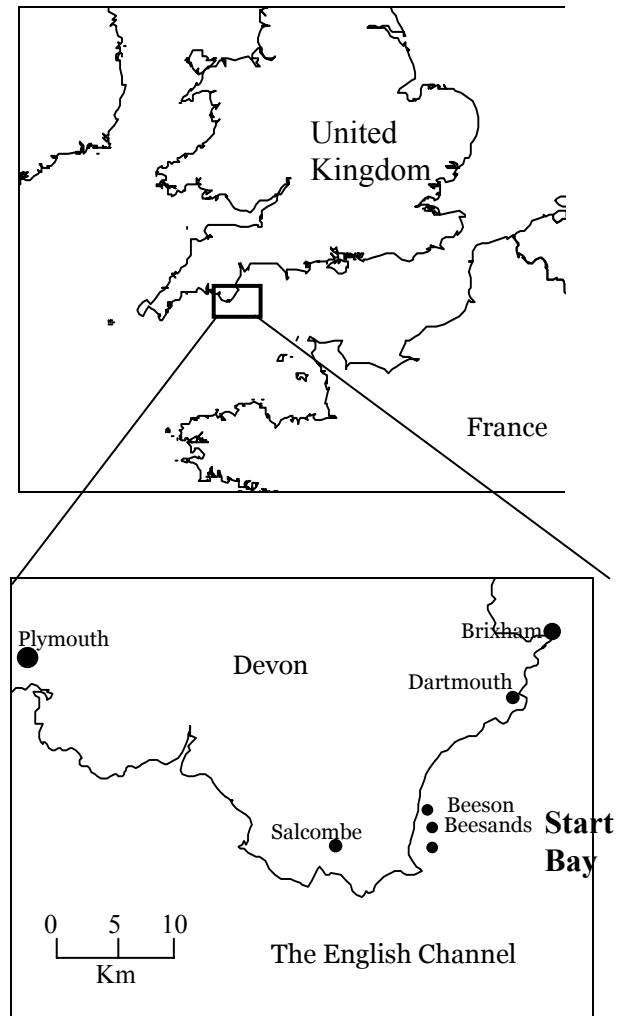 United
Kingdom
France
Brixham
Plymouth
Devon
Dartmouth
Beeson
Beesands
Start
Bay
Salcombe
0 5 10
Km
The English Channel